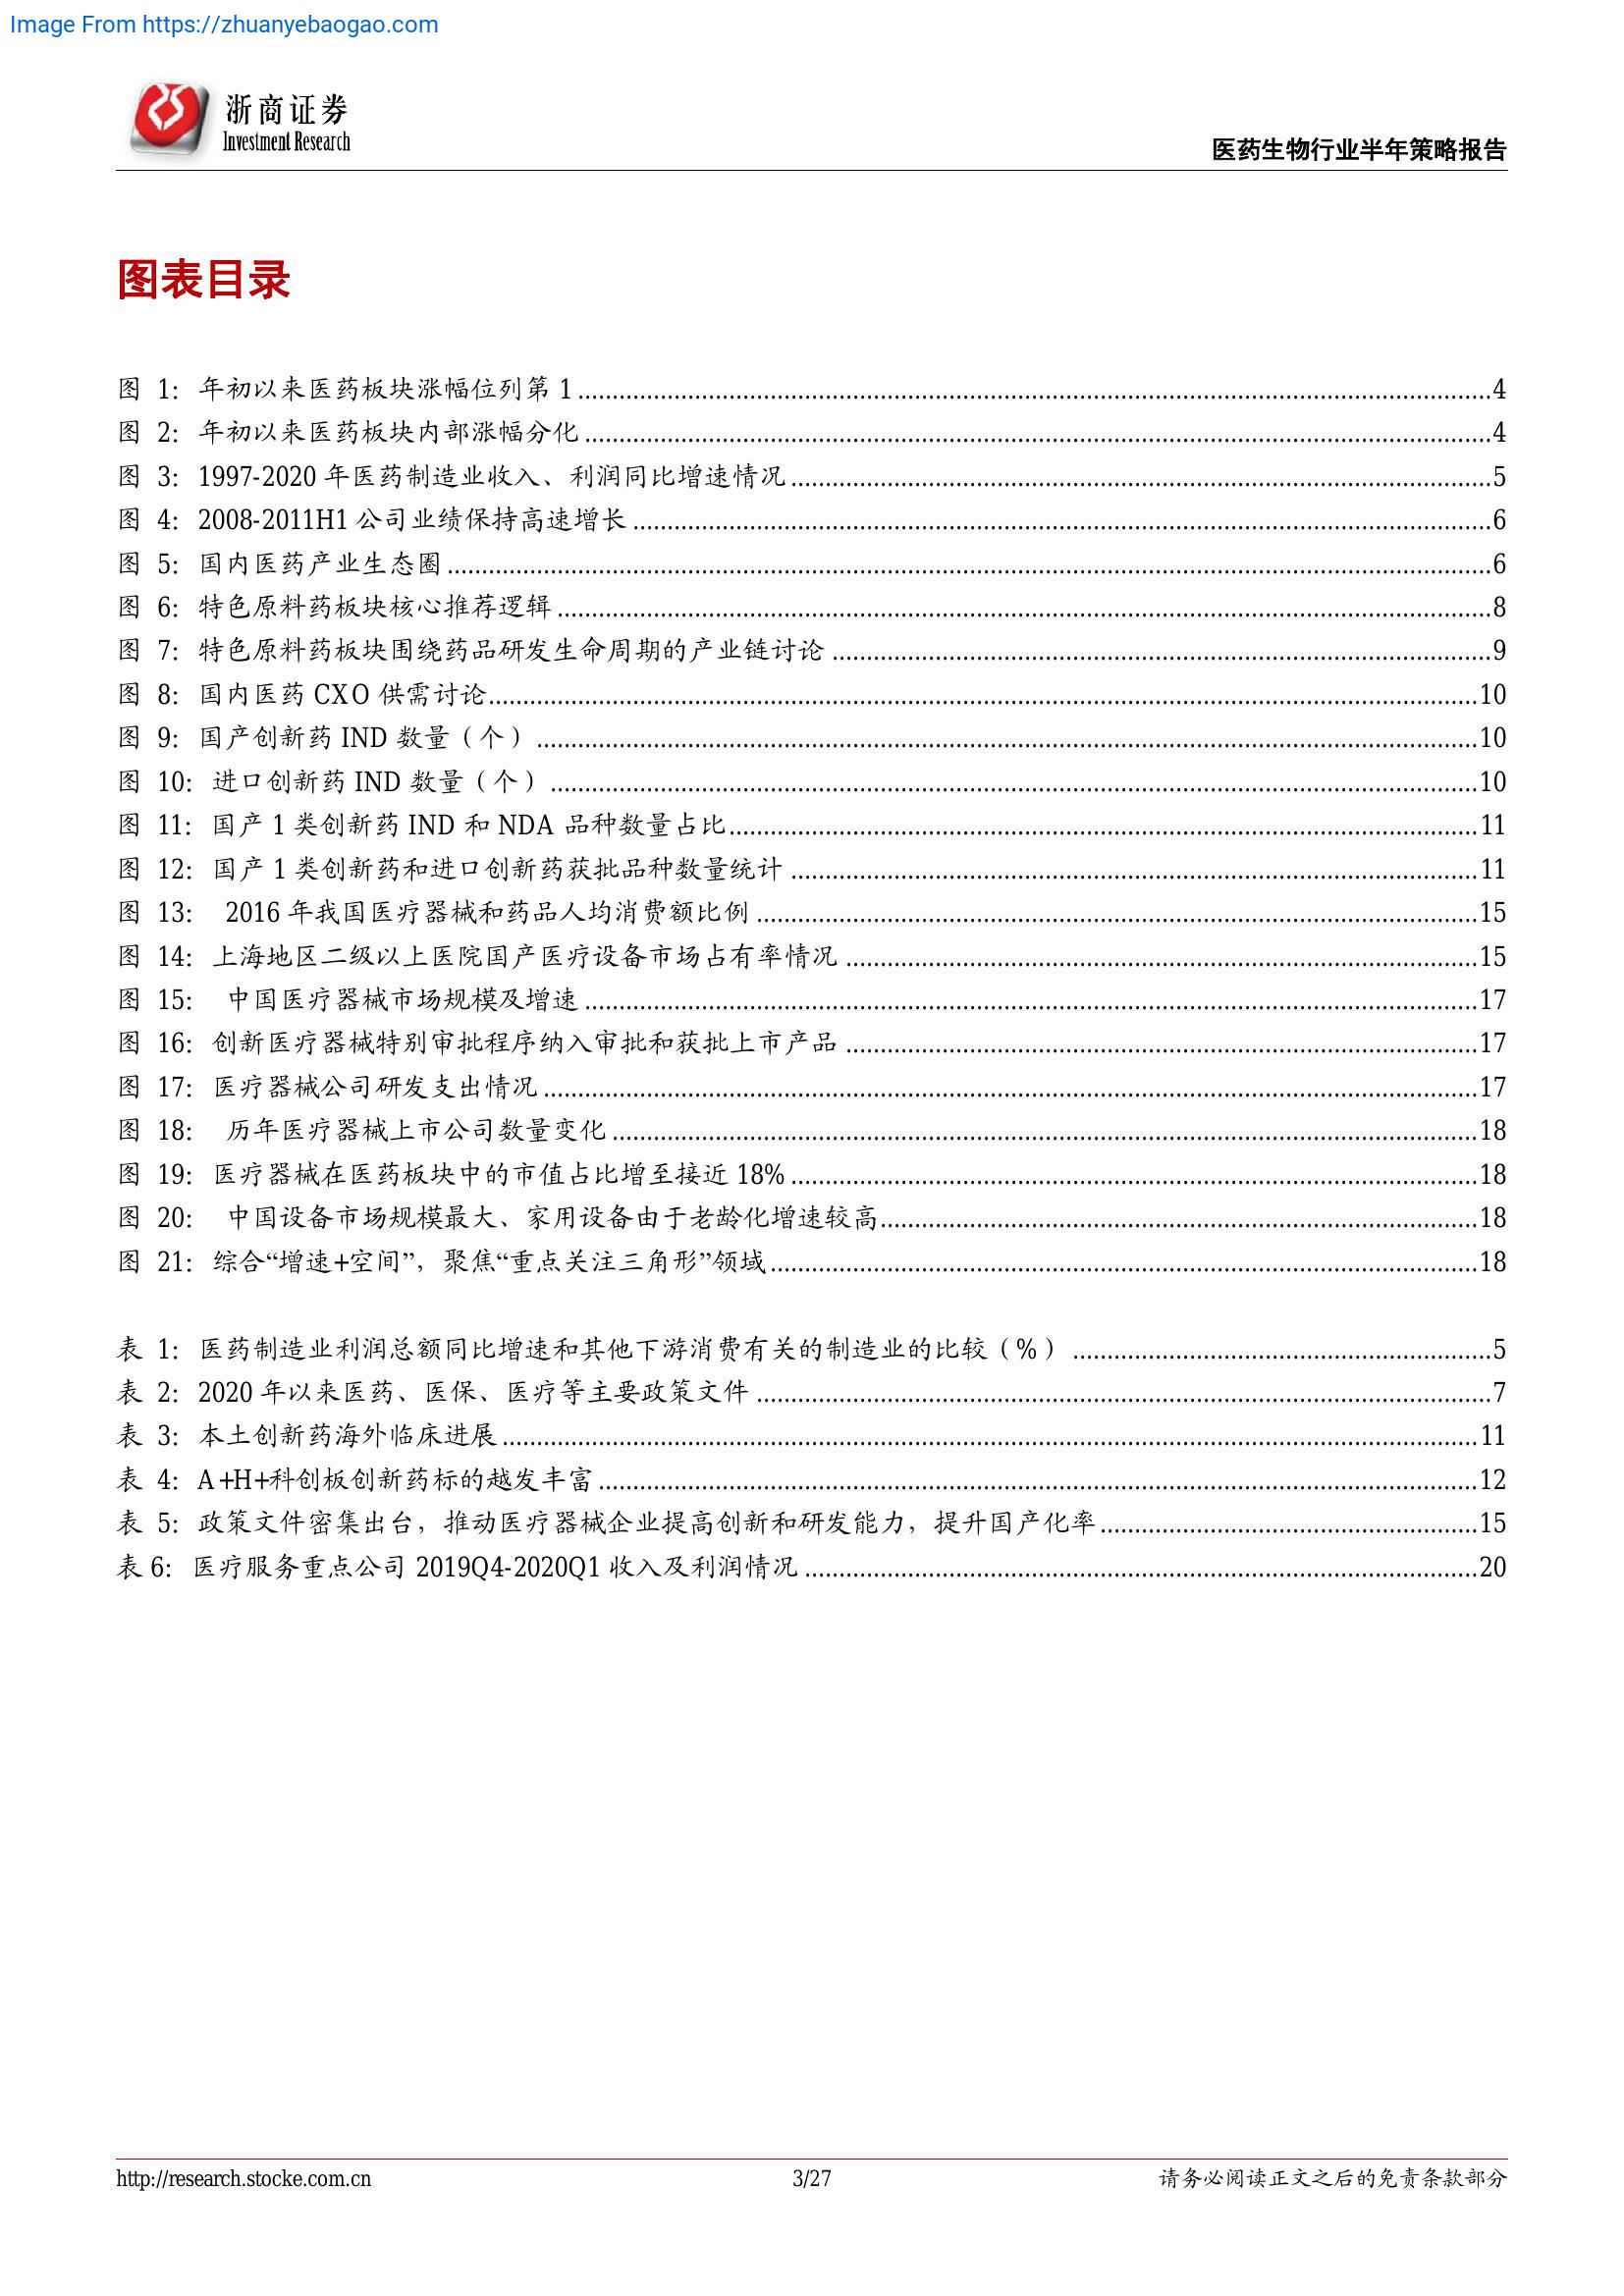 Image From https://zhuanyebaogao.com
浙商证券
Investment Research
医药生物行业半年策略报告
图表目录
图 1: 年初以来医药板块涨幅位列第 1 ........ 4
图 2: 年初以来医药板块内部涨幅分化 ........ 4
图 3: 1997-2020 年医药制造业收入、利润同比增速情况 ........ 5
图 4: 2008-2011H1 公司业绩保持高速增长 ........ 6
图 5: 国内医药产业生态圈 ........ 6
图 6: 特色原料药板块核心推荐逻辑 ........ 8
图 7: 特色原料药板块围绕药品研发生命周期的产业链讨论 ........ 9
图 8: 国内医药 CXO 供需讨论 ........ 10
图 9: 国产创新药 IND 数量（个） ........ 10
图 10: 进口创新药 IND 数量（个） ........ 10
图 11: 国产 1 类创新药 IND 和 NDA 品种数量占比 ........ 11
图 12: 国产 1 类创新药和进口创新药获批品种数量统计 ........ 11
图 13: 2016 年我国医疗器械和药品人均消费额比例 ........ 15
图 14: 上海地区二级以上医院国产医疗设备市场占有率情况 ........ 15
图 15: 中国医疗器械市场规模及增速 ........ 17
图 16: 创新医疗器械特别审批程序纳入审批和获批上市产品 ........ 17
图 17: 医疗器械公司研发支出情况 ........ 17
图 18: 历年医疗器械上市公司数量变化 ........ 18
图 19: 医疗器械在医药板块中的市值占比增至接近 18% ........ 18
图 20: 中国设备市场规模最大、家用设备由于老龄化增速较高 ........ 18
图 21: 综合“增速+空间”，聚焦“重点关注三角形”领域 ........ 18
表 1: 医药制造业利润总额同比增速和其他下游消费有关的制造业的比较（%） ........ 5
表 2: 2020 年以来医药、医保、医疗等主要政策文件 ........ 7
表 3: 本土创新药海外临床进展 ........ 11
表 4: A+H+科创板创新药标的越发丰富 ........ 12
表 5: 政策文件密集出台，推动医疗器械企业提高创新和研发能力，提升国产化率 ........ 15
表 6: 医疗服务重点公司 2019Q4-2020Q1 收入及利润情况 ........ 20
http://research.stocke.com.cn
3/27
请务必阅读正文之后的免责条款部分